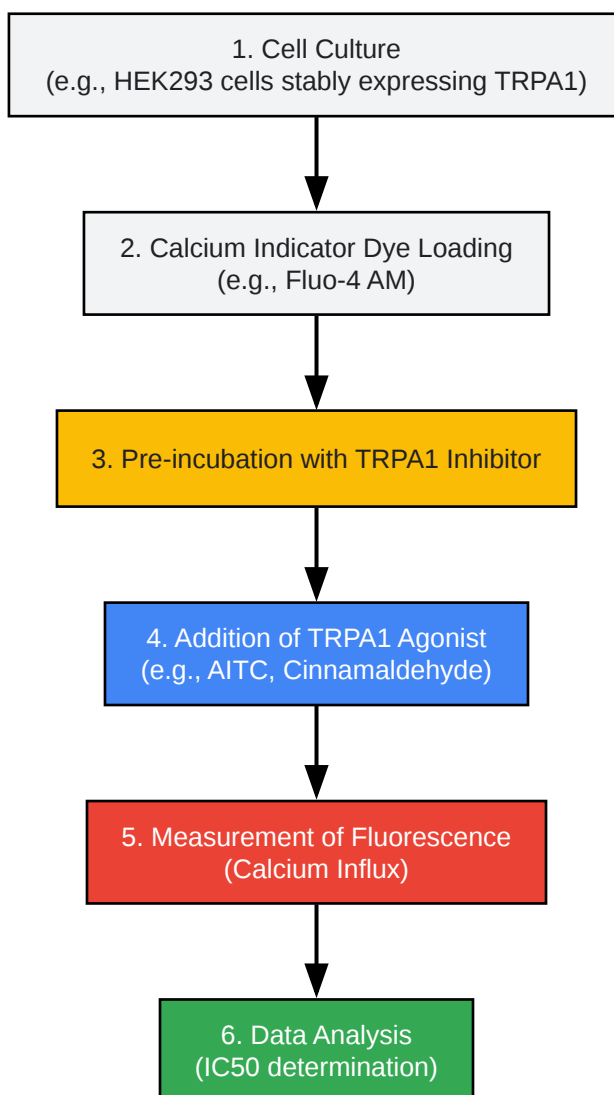 1. Cell Culture
(e.g., HEK293 cells stably expressing TRPA1)
2. Calcium Indicator Dye Loading
(e.g., Fluo-4 AM)
3. Pre-incubation with TRPA1 Inhibitor
4. Addition of TRPA1 Agonist
(e.g., AITC, Cinnamaldehyde)
5. Measurement of Fluorescence
(Calcium Influx)
6. Data Analysis
(IC50 determination)